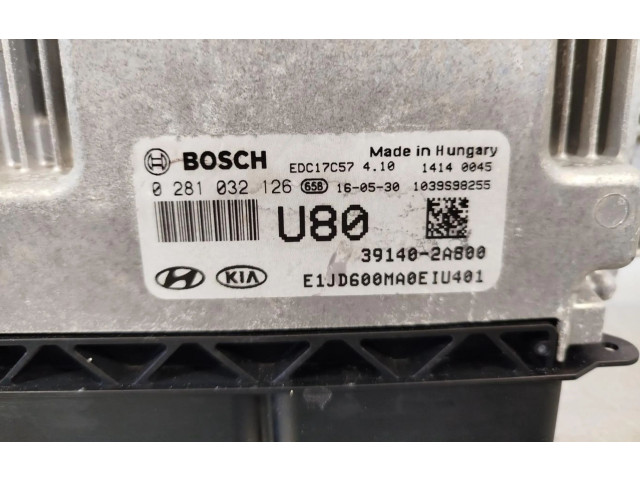 BOSCH EDC17C57 4.10 Made in Hungary 1414 0045
0 281 032 126 658 16-05-30 1039S98255
U80
39140-2AB00
KIA E1JD600MA0EIU401